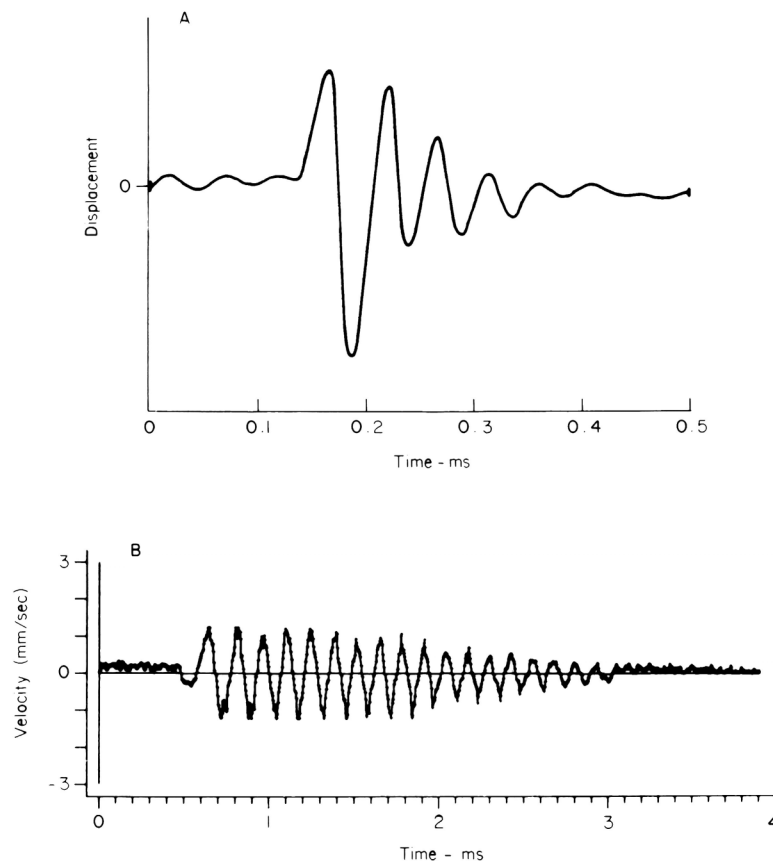 A
Displacement
0
0 0.1 0.2 0.3 0.4 0.5
Time - ms
B
Velocity (mm/sec)
3
0
-3
0 1 2 3 4
Time - ms